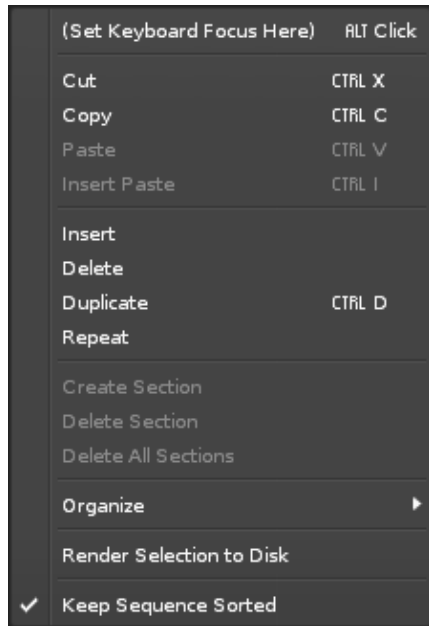 (Set Keyboard Focus Here) ALT Click
Cut CTRL X
Copy CTRL C
Paste CTRL V
Insert Paste CTRL I
Insert
Delete
Duplicate CTRL D
Repeat
Create Section
Delete Section
Delete All Sections
Organize
Render Selection to Disk
Keep Sequence Sorted